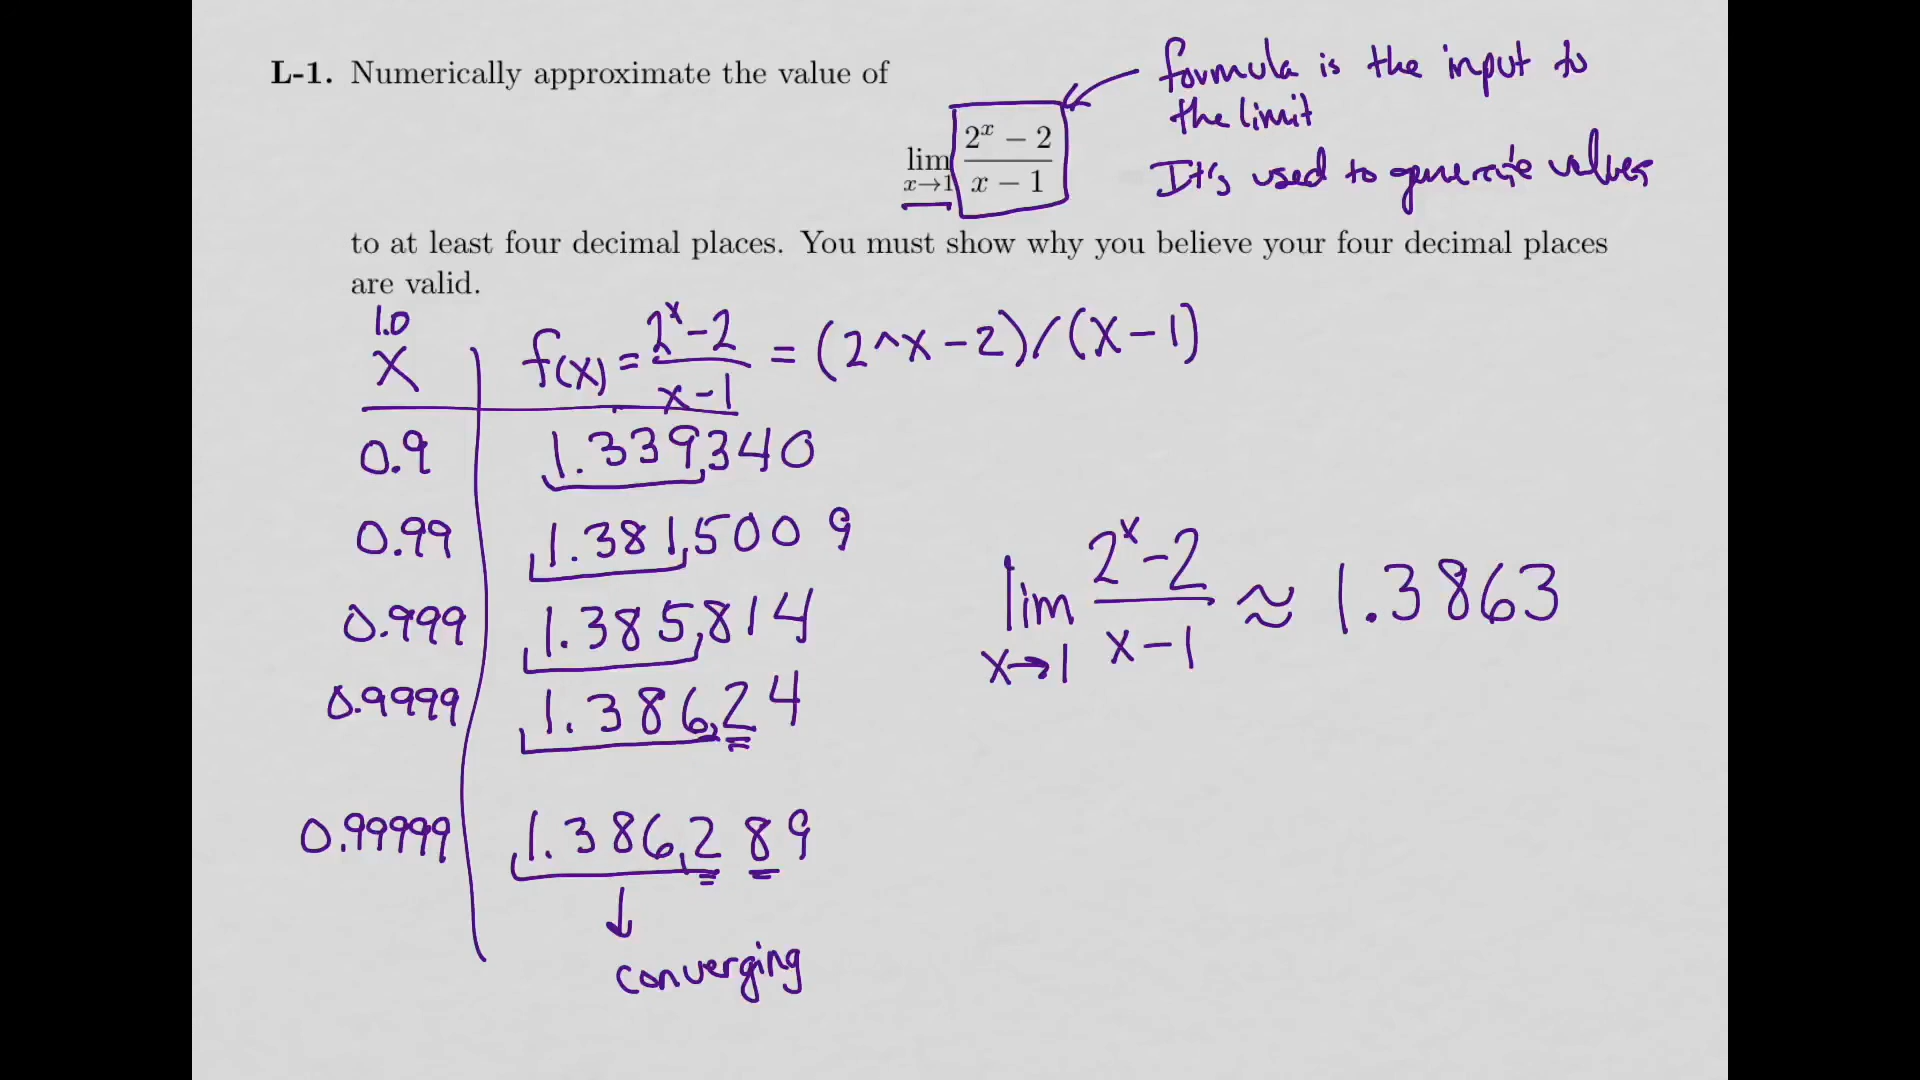 L-1. Numerically approximate the value of
lim x→1 (2^x − 2)/(x − 1)
formula is the input to
the limit
It's used to generate values
to at least four decimal places. You must show why you believe your four decimal places
are valid.
1.0
x f(x) = (2^x − 2)/(x − 1) = (2^x − 2)/(x − 1)
0.9 1.339340
0.99 1.3815009
0.999 1.385814
0.9999 1.38624
0.99999 1.386289
lim x→1 (2^x − 2)/(x − 1) ≈ 1.3863
↓
converging